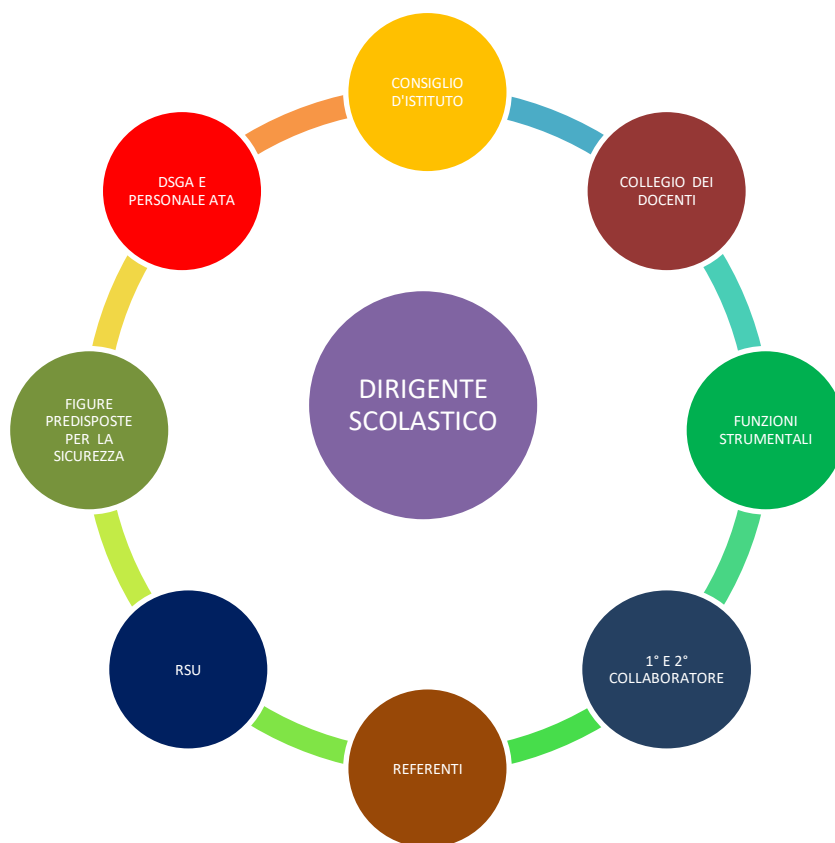 CONSIGLIO
D'ISTITUTO
COLLEGIO DEI
DOCENTI
FUNZIONI
STRUMENTALI
1° E 2°
COLLABORATORE
REFERENTI
RSU
FIGURE
PREDISPOSTE
PER LA
SICUREZZA
DSGA E
PERSONALE ATA
DIRIGENTE
SCOLASTICO